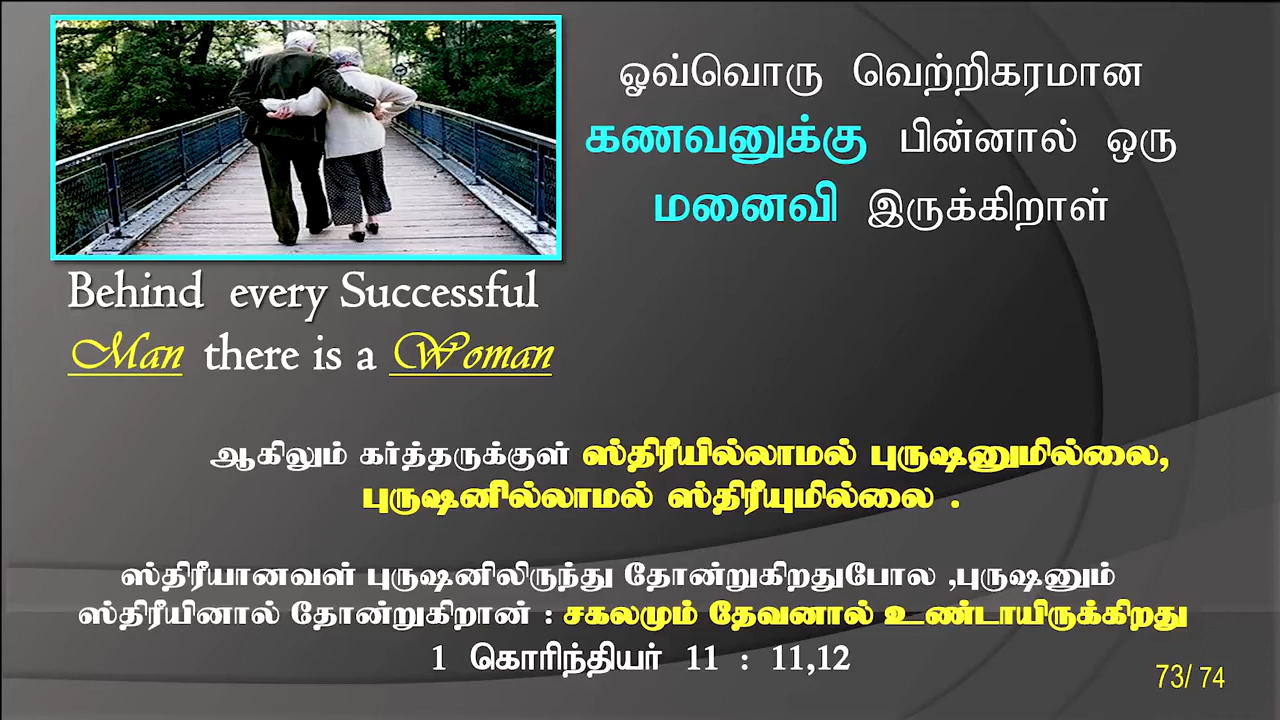 ஓவ்வொரு வெற்றிகரமான
கணவனுக்கு பின்னால் ஒரு
மனைவி இருக்கிறாள்
Behind every Successful
Man there is a Woman
ஆகிலும் கர்த்தருக்குள் ஸ்திரீயில்லாமல் புருஷனுமில்லை,
புருஷனில்லாமல் ஸ்திரீயுமில்லை .
ஸ்திரீயானவள் புருஷனிலிருந்து தோன்றுகிறதுபோல ,புருஷனும்
ஸ்திரீயினால் தோன்றுகிறான் : சகலமும் தேவனால் உண்டாயிருக்கிறது
1 கொரிந்தியர் 11 : 11,12
73/ 74